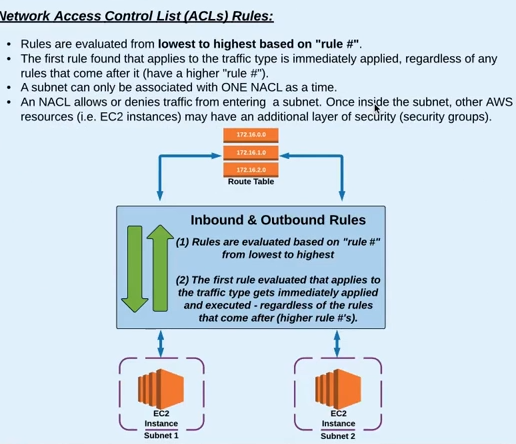 Network Access Control List (ACLs) Rules:
• Rules are evaluated from lowest to highest based on "rule #".
• The first rule found that applies to the traffic type is immediately applied, regardless of any
rules that come after it (have a higher "rule #").
• A subnet can only be associated with ONE NACL as a time.
• An NACL allows or denies traffic from entering a subnet. Once inside the subnet, other AWS
resources (i.e. EC2 instances) may have an additional layer of security (security groups).
172.16.0.0
172.16.1.0
172.16.2.0
Route Table
Inbound & Outbound Rules
(1) Rules are evaluated based on "rule #"
from lowest to highest
(2) The first rule evaluated that applies to
the traffic type gets immediately applied
and executed - regardless of the rules
that come after (higher rule #'s).
EC2
Instance
Subnet 1
EC2
Instance
Subnet 2